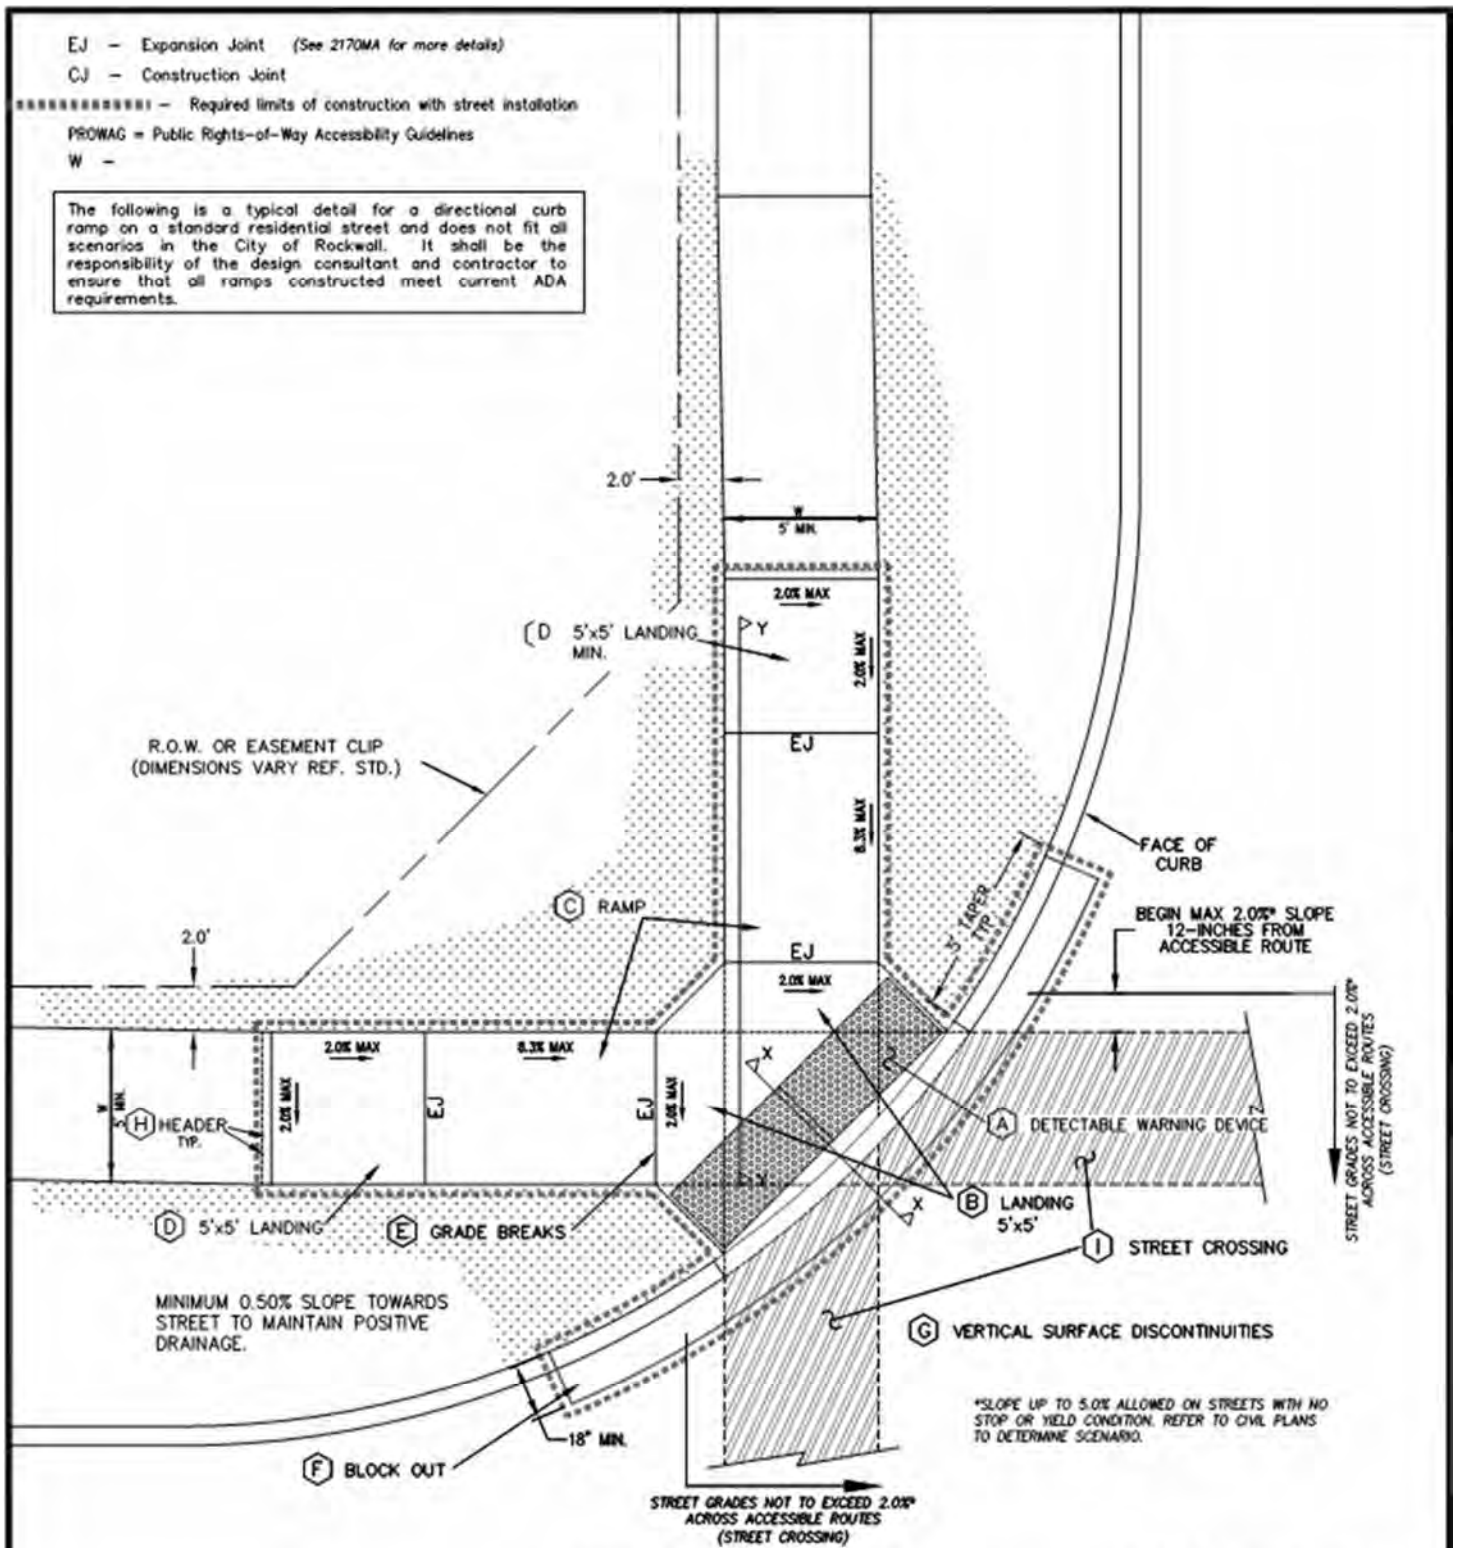 EJ – Expansion Joint (See 2170MA for more details)
CJ – Construction Joint
– Required limits of construction with street installation
PROWAG = Public Rights-of-Way Accessibility Guidelines
W –
The following is a typical detail for a directional curb
ramp on a standard residential street and does not fit all
scenarios in the City of Rockwall. It shall be the
responsibility of the design consultant and contractor to
ensure that all ramps constructed meet current ADA
requirements.
2.0'
W
5' MIN.
2.0% MAX
(D 5'x5' LANDING
MIN.
Y
2.0% MAX
EJ
R.O.W. OR EASEMENT CLIP
(DIMENSIONS VARY REF. STD.)
8.3% MAX
FACE OF
CURB
C RAMP
5' TAPER
TYP.
BEGIN MAX 2.0%* SLOPE
12-INCHES FROM
ACCESSIBLE ROUTE
2.0'
EJ
2.0% MAX
STREET GRADES NOT TO EXCEED 2.0%*
ACROSS ACCESSIBLE ROUTES
(STREET CROSSING)
2.0% MAX
8.3% MAX
X
W
5' MIN.
H HEADER
TYP.
2.0% MAX
EJ
EJ
2.0% MAX
A DETECTABLE WARNING DEVICE
Y
X
B LANDING
5'x5'
D 5'x5' LANDING
E GRADE BREAKS
I STREET CROSSING
MINIMUM 0.50% SLOPE TOWARDS
STREET TO MAINTAIN POSITIVE
DRAINAGE.
G VERTICAL SURFACE DISCONTINUITIES
*SLOPE UP TO 5.0% ALLOWED ON STREETS WITH NO
STOP OR YIELD CONDITION. REFER TO CIVIL PLANS
TO DETERMINE SCENARIO.
18" MIN.
F BLOCK OUT
STREET GRADES NOT TO EXCEED 2.0%*
ACROSS ACCESSIBLE ROUTES
(STREET CROSSING)